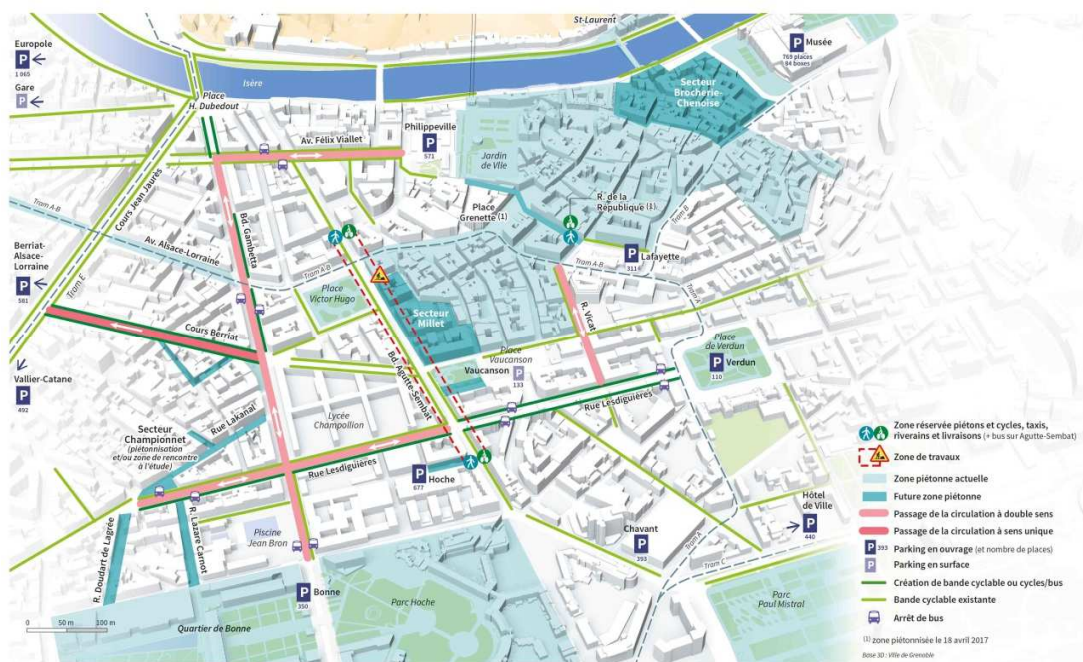 St-Laurent
Europole
P
1 065
Gare
P
Isère
Place
H. Dubedout
P Musée
769 places
84 boxes
Secteur
Brocherie-
Chenoise
Philippeville
P
571
Av. Félix Viallet
Jardin
de Ville
Cours Jean Jaurès
Place
Grenette (1)
R. de la
République (1)
Tram B
Tram A-B
Av. Alsace-Lorraine
Bd. Gambetta
Tram A-B
Tram A-B
P Lafayette
311
Berriat-
Alsace-
Lorraine
P
561
Tram E
Place
Victor Hugo
Secteur
Millet
R. Vicat
Tram A
Cours Berriat
Place
de Verdun
P Verdun
110
Place
Vaucanson
Vaucanson P
133
Vallier-Catane
P
492
Bd. Agutte-Sembat
Rue Lesdiguières
Lycée
Champollion
Rue Lakanal
Secteur
Championnet
(piétonnisation
et/ou zone de rencontre
à l'étude)
Rue Lesdiguières
P Hoche
677
R. Lazare Carnot
R. Doudart de Lagrée
Piscine
Jean Bron
Chavant
P
393
Tram A
Hôtel
de Ville
P
440
Tram C
P Bonne
350
Parc Hoche
Parc
Paul Mistral
Quartier de Bonne
0 50 m 100 m
Zone réservée piétons et cycles, taxis,
riverains et livraisons (+ bus sur Agutte-Sembat)
Zone de travaux
Zone piétonne actuelle
Future zone piétonne
Passage de la circulation à double sens
Passage de la circulation à sens unique
P 393 Parking en ouvrage (et nombre de places)
P Parking en surface
Création de bande cyclable ou cycles/bus
Bande cyclable existante
Arrêt de bus
(1) zone piétonnisée le 18 avril 2017
Base 3D : Ville de Grenoble